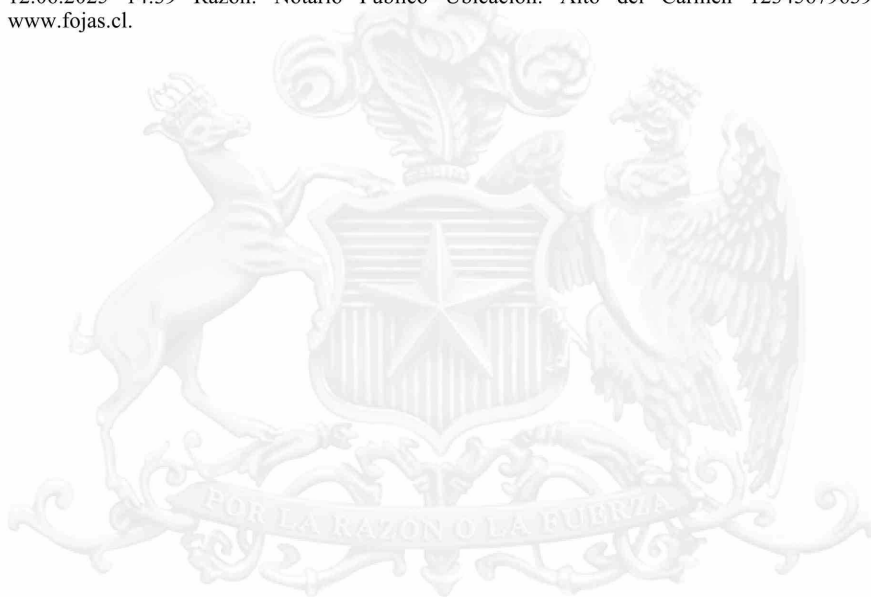 Razón: Notario Público Ubicación: Alto del Carmen
www.fojas.cl.
POR LA RAZON O LA FUERZA